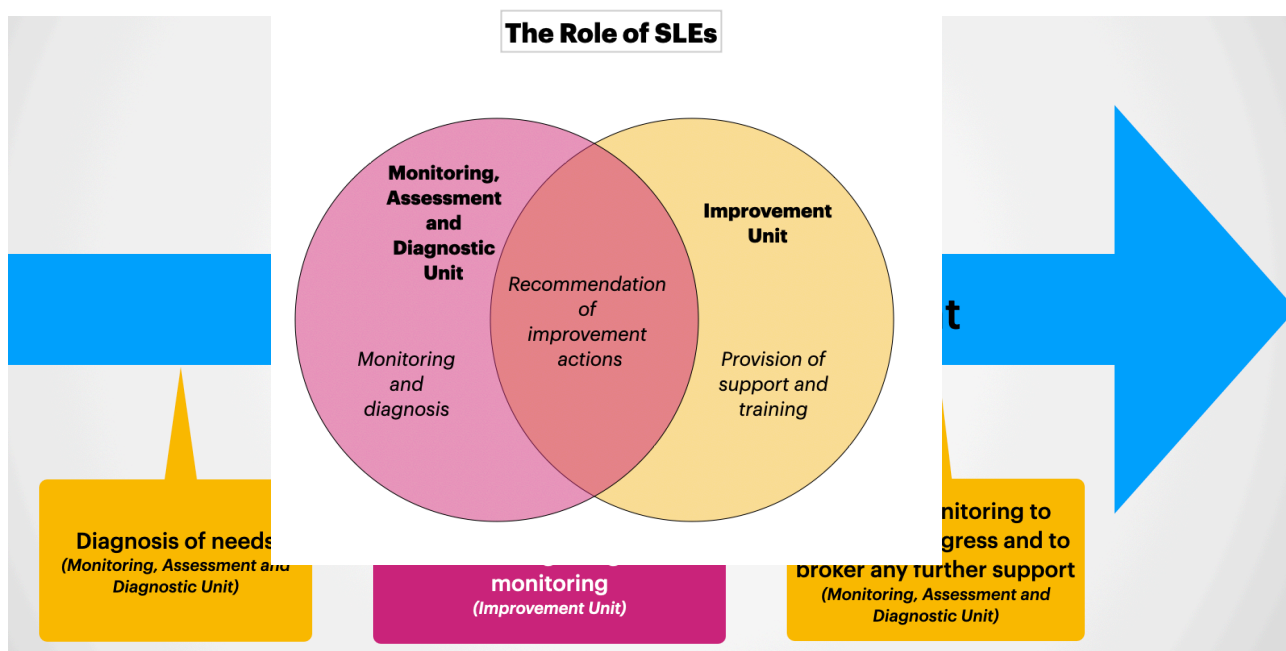 The Role of SLEs
Monitoring,
Assessment
and
Diagnostic
Unit
Monitoring
and
diagnosis
Recommendation
of
improvement
actions
Improvement
Unit
Provision of
support and
training
t
Diagnosis of needs
(Monitoring, Assessment and
Diagnostic Unit)
monitoring
(Improvement Unit)
nitoring to
gress and to
broker any further support
(Monitoring, Assessment and
Diagnostic Unit)